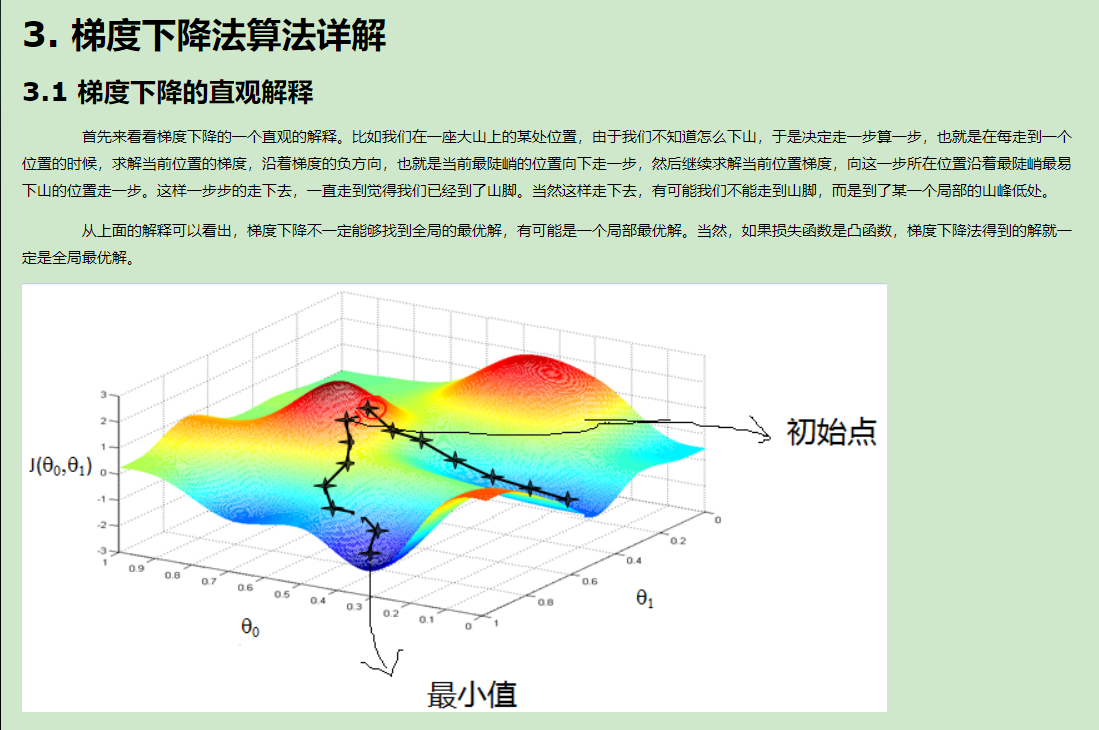 3. 梯度下降法算法详解
3.1 梯度下降的直观解释
首先来看看梯度下降的一个直观的解释。比如我们在一座大山上的某处位置，由于我们不知道怎么下山，于是决定走一步算一步，也就是在每走到一个
位置的时候，求解当前位置的梯度，沿着梯度的负方向，也就是当前最陡峭的位置向下走一步，然后继续求解当前位置梯度，向这一步所在位置沿着最陡峭最易
下山的位置走一步。这样一步步的走下去，一直走到觉得我们已经到了山脚。当然这样走下去，有可能我们不能走到山脚，而是到了某一个局部的山峰低处。
从上面的解释可以看出，梯度下降不一定能够找到全局的最优解，有可能是一个局部最优解。当然，如果损失函数是凸函数，梯度下降法得到的解就一
定是全局最优解。
初始点
J(θ₀,θ₁)
3
2
1
0
-1
-2
-3
1
0.9
0.8
0.7
0.6
0.5
0.4
0.3
0.2
0.1
0
θ₀
0
0.2
0.4
0.6
0.8
1
θ₁
最小值